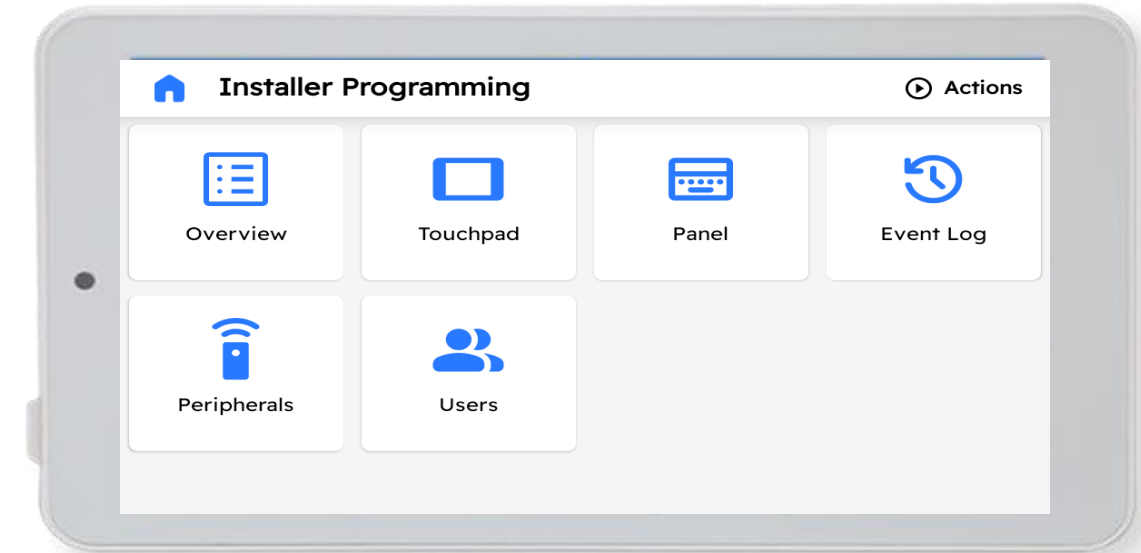 Installer Programming
Actions
Overview
Touchpad
Panel
Event Log
Peripherals
Users